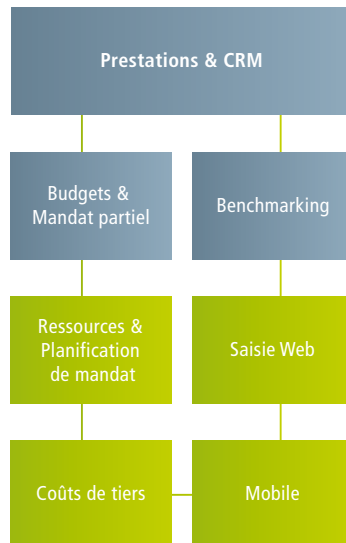 Prestations & CRM
Budgets &
Mandat partiel
Benchmarking
Ressources &
Planification
de mandat
Saisie Web
Coûts de tiers
Mobile